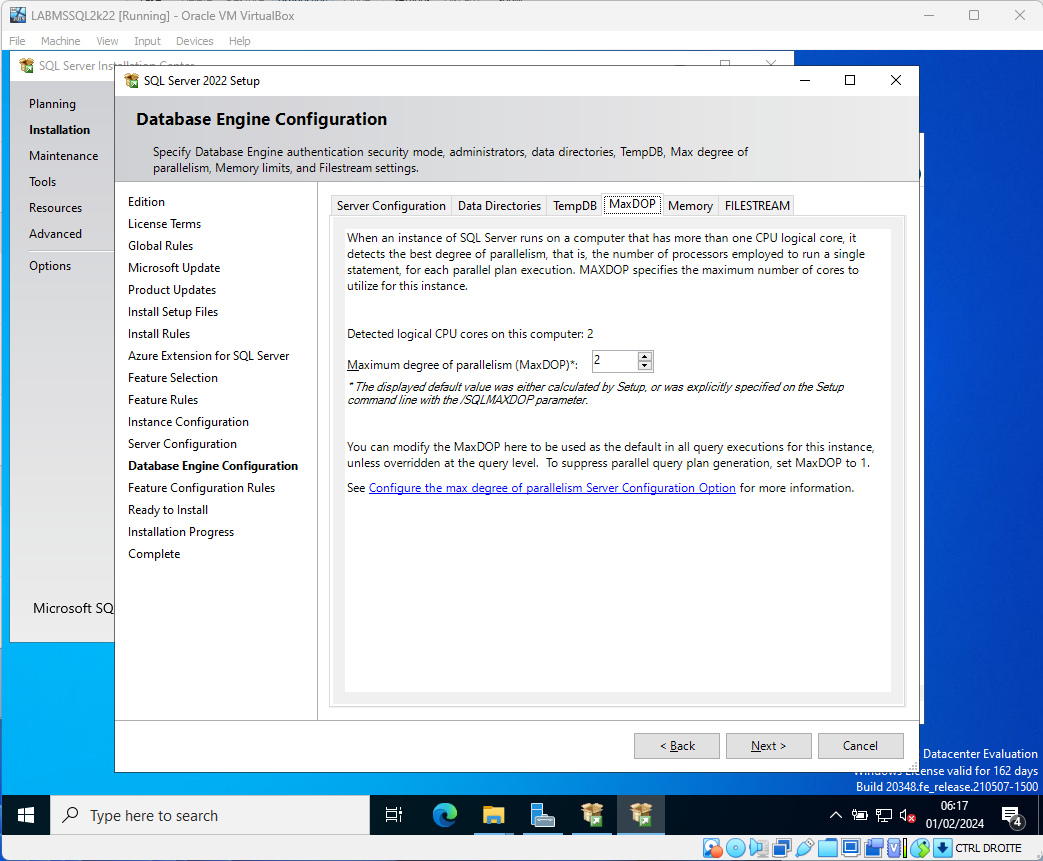 LABMSSQL2k22 [Running] - Oracle VM VirtualBox
File Machine View Input Devices Help
SQL Server Installation Center
SQL Server 2022 Setup
Planning
Installation
Maintenance
Tools
Resources
Advanced
Options
Microsoft SQ
Database Engine Configuration
Specify Database Engine authentication security mode, administrators, data directories, TempDB, Max degree of
parallelism, Memory limits, and Filestream settings.
Edition
License Terms
Global Rules
Microsoft Update
Product Updates
Install Setup Files
Install Rules
Azure Extension for SQL Server
Feature Selection
Feature Rules
Instance Configuration
Server Configuration
Database Engine Configuration
Feature Configuration Rules
Ready to Install
Installation Progress
Complete
Server Configuration Data Directories TempDB MaxDOP Memory FILESTREAM
When an instance of SQL Server runs on a computer that has more than one CPU logical core, it
detects the best degree of parallelism, that is, the number of processors employed to run a single
statement, for each parallel plan execution. MAXDOP specifies the maximum number of cores to
utilize for this instance.
Detected logical CPU cores on this computer: 2
Maximum degree of parallelism (MaxDOP)*: 2
* The displayed default value was either calculated by Setup, or was explicitly specified on the Setup
command line with the /SQLMAXDOP parameter.
You can modify the MaxDOP here to be used as the default in all query executions for this instance,
unless overridden at the query level. To suppress parallel query plan generation, set MaxDOP to 1.
See Configure the max degree of parallelism Server Configuration Option for more information.
< Back Next > Cancel
Datacenter Evaluation
Windows License valid for 162 days
Build 20348.fe_release.210507-1500
Type here to search
06:17
01/02/2024
4
CTRL DROITE